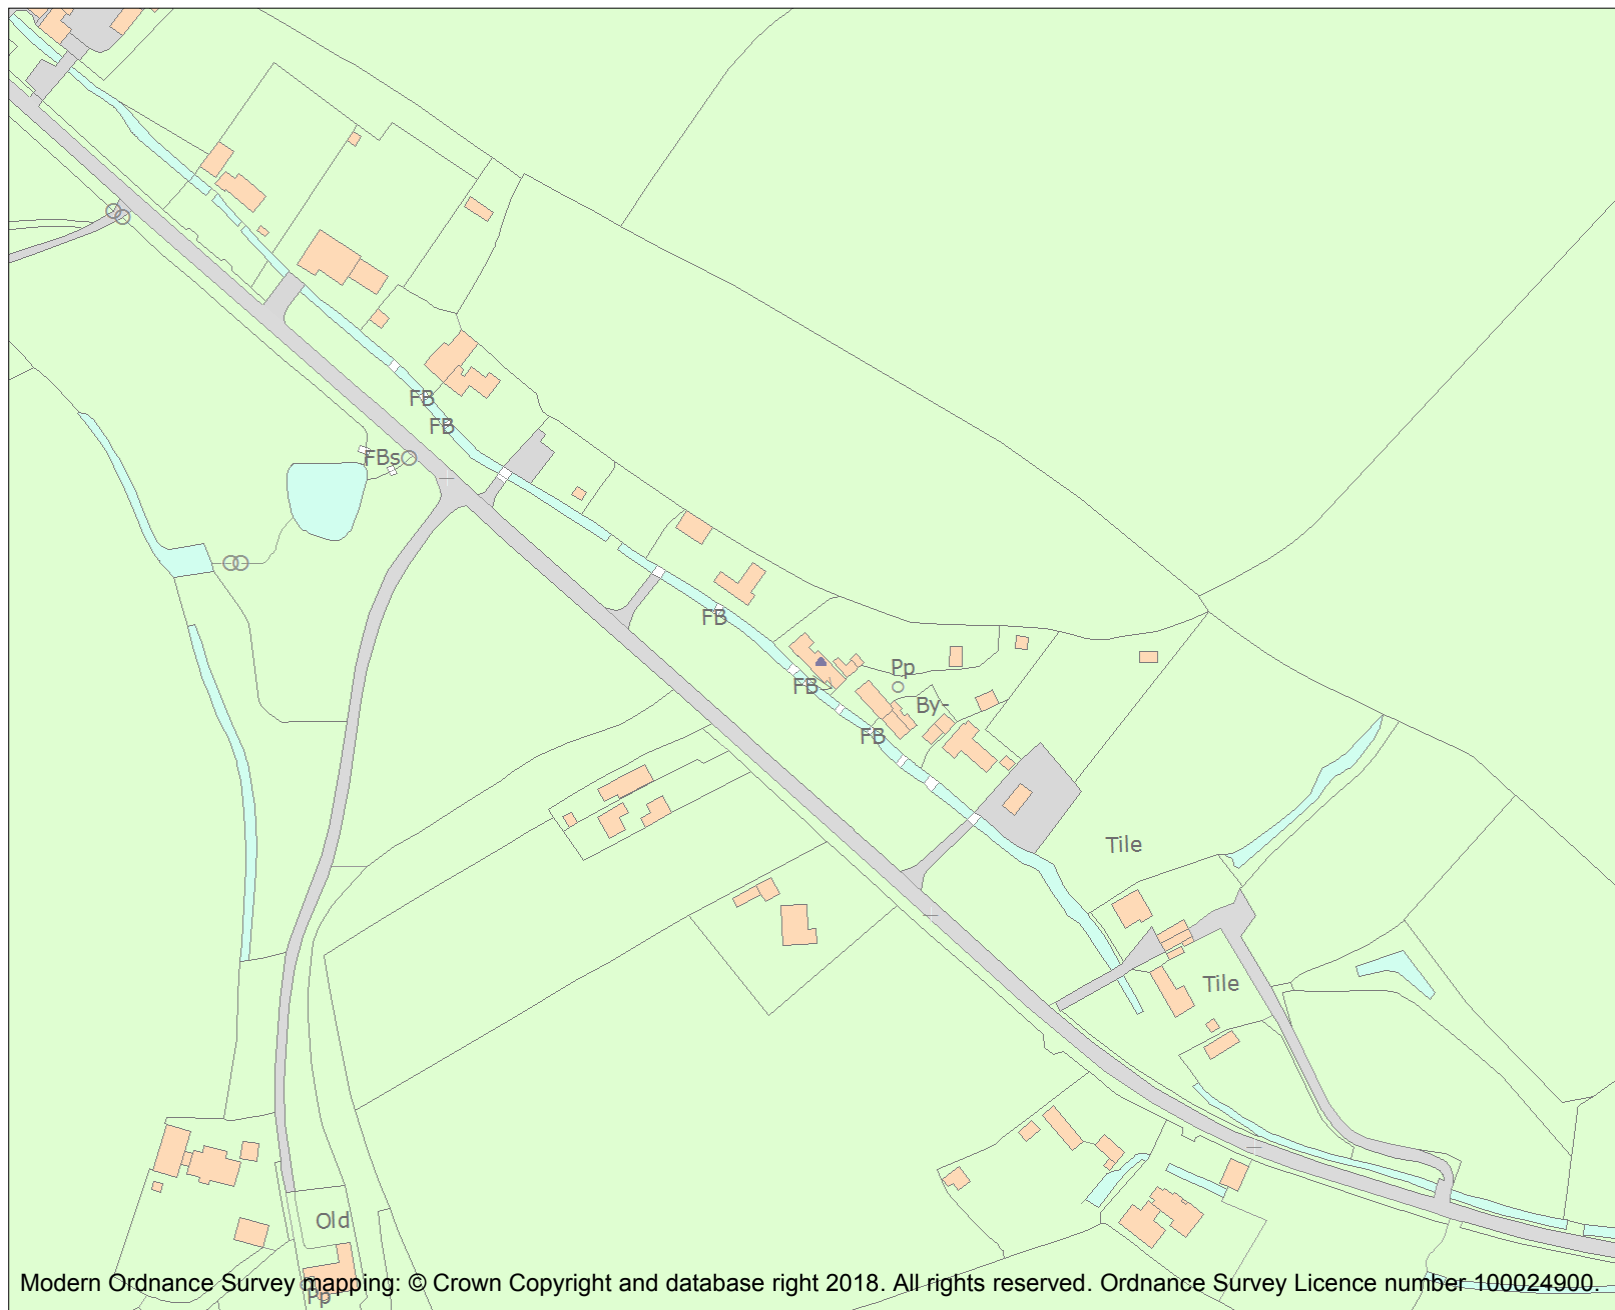 FB
FB
FBs
FB
Pp
FB
By-
FB
Tile
Tile
Old
Modern Ordnance Survey mapping: © Crown Copyright and database right 2018. All rights reserved. Ordnance Survey Licence number 100024900.
Pp